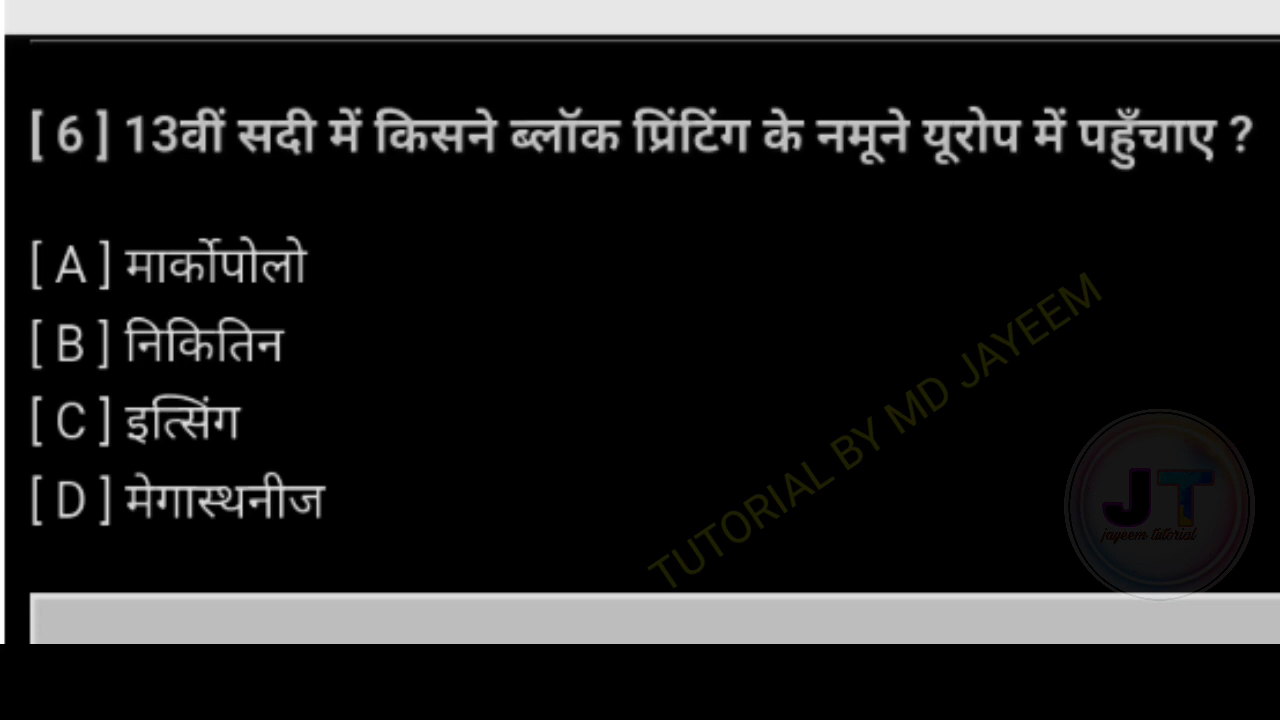 [ 6 ] 13वीं सदी में किसने ब्लॉक प्रिंटिंग के नमूने यूरोप में पहुँचाए ?
[ A ] मार्कोपोलो
[ B ] निकितिन
[ C ] इत्सिंग
[ D ] मेगास्थनीज
TUTORIAL BY MD JAYEEM
JT
jayeem tutorial